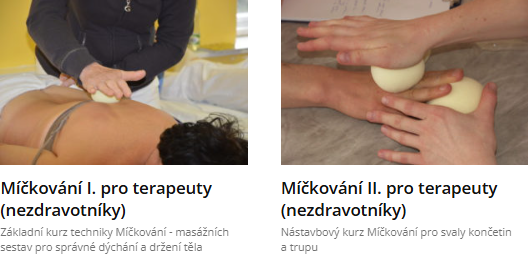 Míčkování I. pro terapeuty
(nezdravotníky)
Základní kurz techniky Míčkování - masážních
sestav pro správné dýchání a držení těla
Míčkování II. pro terapeuty
(nezdravotníky)
Nástavbový kurz Míčkování pro svaly končetin
a trupu